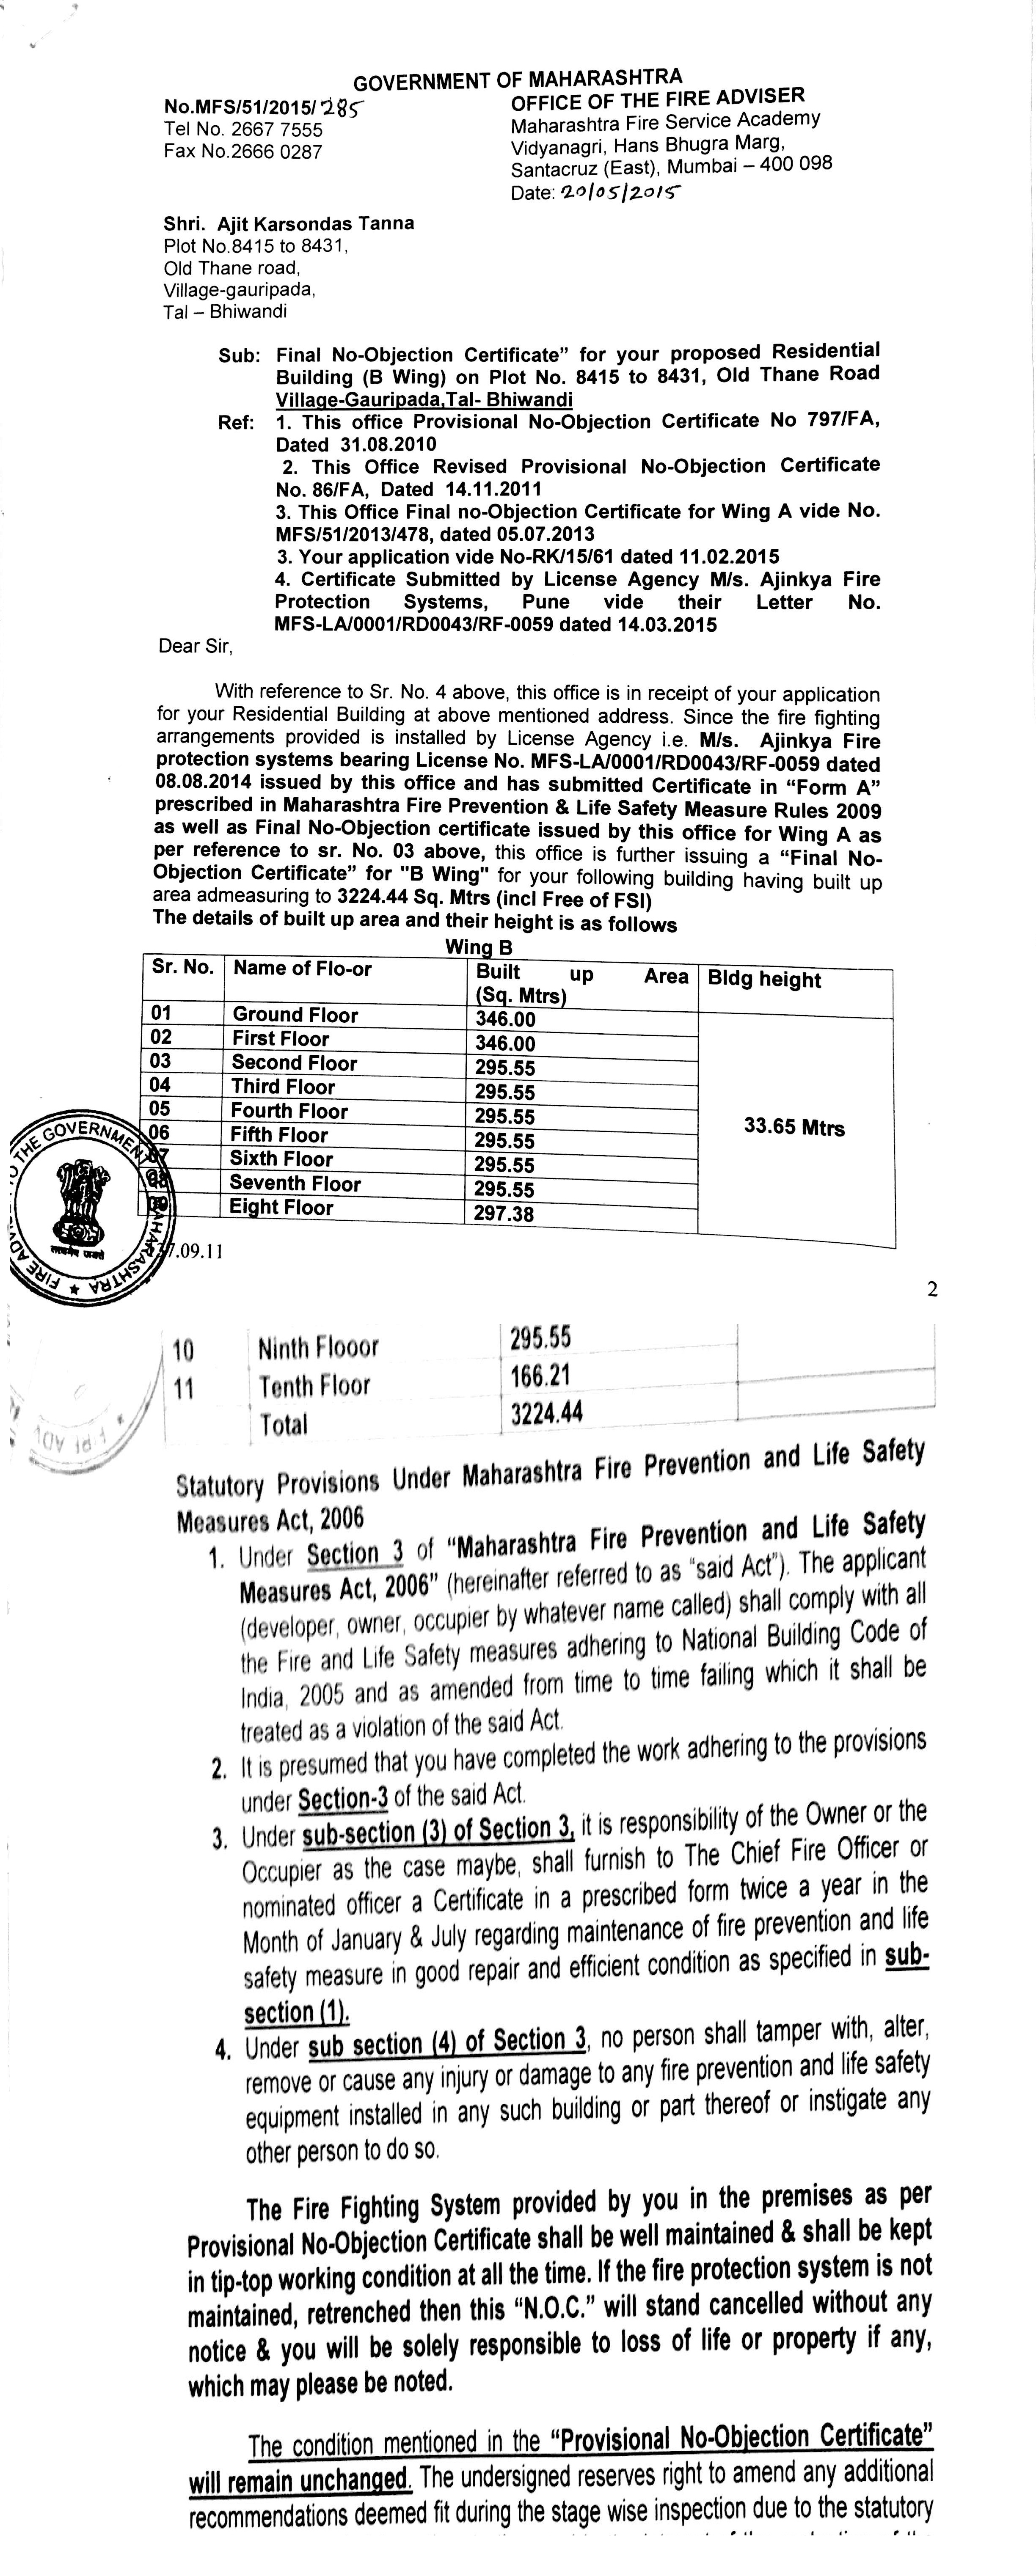 GOVERNMENT OF MAHARASHTRA
No.MFS/51/2015/285 OFFICE OF THE FIRE ADVISER
Tel No. 2667 7555 Maharashtra Fire Service Academy
Fax No.2666 0287 Vidyanagri, Hans Bhugra Marg,
Santacruz (East), Mumbai – 400 098
Date: 20/05/2015
Shri. Ajit Karsondas Tanna
Plot No.8415 to 8431,
Old Thane road,
Village-gauripada,
Tal – Bhiwandi
Sub: Final No-Objection Certificate” for your proposed Residential
Building (B Wing) on Plot No. 8415 to 8431, Old Thane Road
Village-Gauripada,Tal- Bhiwandi
Ref: 1. This office Provisional No-Objection Certificate No 797/FA,
Dated 31.08.2010
2. This Office Revised Provisional No-Objection Certificate
No. 86/FA, Dated 14.11.2011
3. This Office Final no-Objection Certificate for Wing A vide No.
MFS/51/2013/478, dated 05.07.2013
3. Your application vide No-RK/15/61 dated 11.02.2015
4. Certificate Submitted by License Agency M/s. Ajinkya Fire
Protection Systems, Pune vide their Letter No.
MFS-LA/0001/RD0043/RF-0059 dated 14.03.2015
Dear Sir,
With reference to Sr. No. 4 above, this office is in receipt of your application
for your Residential Building at above mentioned address. Since the fire fighting
arrangements provided is installed by License Agency i.e. M/s. Ajinkya Fire
protection systems bearing License No. MFS-LA/0001/RD0043/RF-0059 dated
08.08.2014 issued by this office and has submitted Certificate in “Form A”
prescribed in Maharashtra Fire Prevention & Life Safety Measure Rules 2009
as well as Final No-Objection certificate issued by this office for Wing A as
per reference to sr. No. 03 above, this office is further issuing a “Final No-
Objection Certificate” for "B Wing" for your following building having built up
area admeasuring to 3224.44 Sq. Mtrs (incl Free of FSI)
The details of built up area and their height is as follows
Wing B
Sr. No. Name of Flo-or Built up Area (Sq. Mtrs) Bldg height
01 Ground Floor 346.00
02 First Floor 346.00
03 Second Floor 295.55
04 Third Floor 295.55
05 Fourth Floor 295.55
33.65 Mtrs
06 Fifth Floor 295.55
07 Sixth Floor 295.55
08 Seventh Floor 295.55
09 Eight Floor 297.38
THE GOVERNMENT MAHARASHTRA ★ FIRE
सत्यमेव जयते
7.09.11
2
10 Ninth Flooor 295.55
11 Tenth Floor 166.21
Total 3224.44
Statutory Provisions Under Maharashtra Fire Prevention and Life Safety
Measures Act, 2006
1. Under Section 3 of “Maharashtra Fire Prevention and Life Safety
Measures Act, 2006” (hereinafter referred to as “said Act”). The applicant
(developer, owner, occupier by whatever name called) shall comply with all
the Fire and Life Safety measures adhering to National Building Code of
India, 2005 and as amended from time to time failing which it shall be
treated as a violation of the said Act.
2. It is presumed that you have completed the work adhering to the provisions
under Section-3 of the said Act.
3. Under sub-section (3) of Section 3, it is responsibility of the Owner or the
Occupier as the case maybe, shall furnish to The Chief Fire Officer or
nominated officer a Certificate in a prescribed form twice a year in the
Month of January & July regarding maintenance of fire prevention and life
safety measure in good repair and efficient condition as specified in sub-
section (1).
4. Under sub section (4) of Section 3, no person shall tamper with, alter,
remove or cause any injury or damage to any fire prevention and life safety
equipment installed in any such building or part thereof or instigate any
other person to do so.
The Fire Fighting System provided by you in the premises as per
Provisional No-Objection Certificate shall be well maintained & shall be kept
in tip-top working condition at all the time. If the fire protection system is not
maintained, retrenched then this “N.O.C.” will stand cancelled without any
notice & you will be solely responsible to loss of life or property if any,
which may please be noted.
The condition mentioned in the “Provisional No-Objection Certificate”
will remain unchanged. The undersigned reserves right to amend any additional
recommendations deemed fit during the stage wise inspection due to the statutory